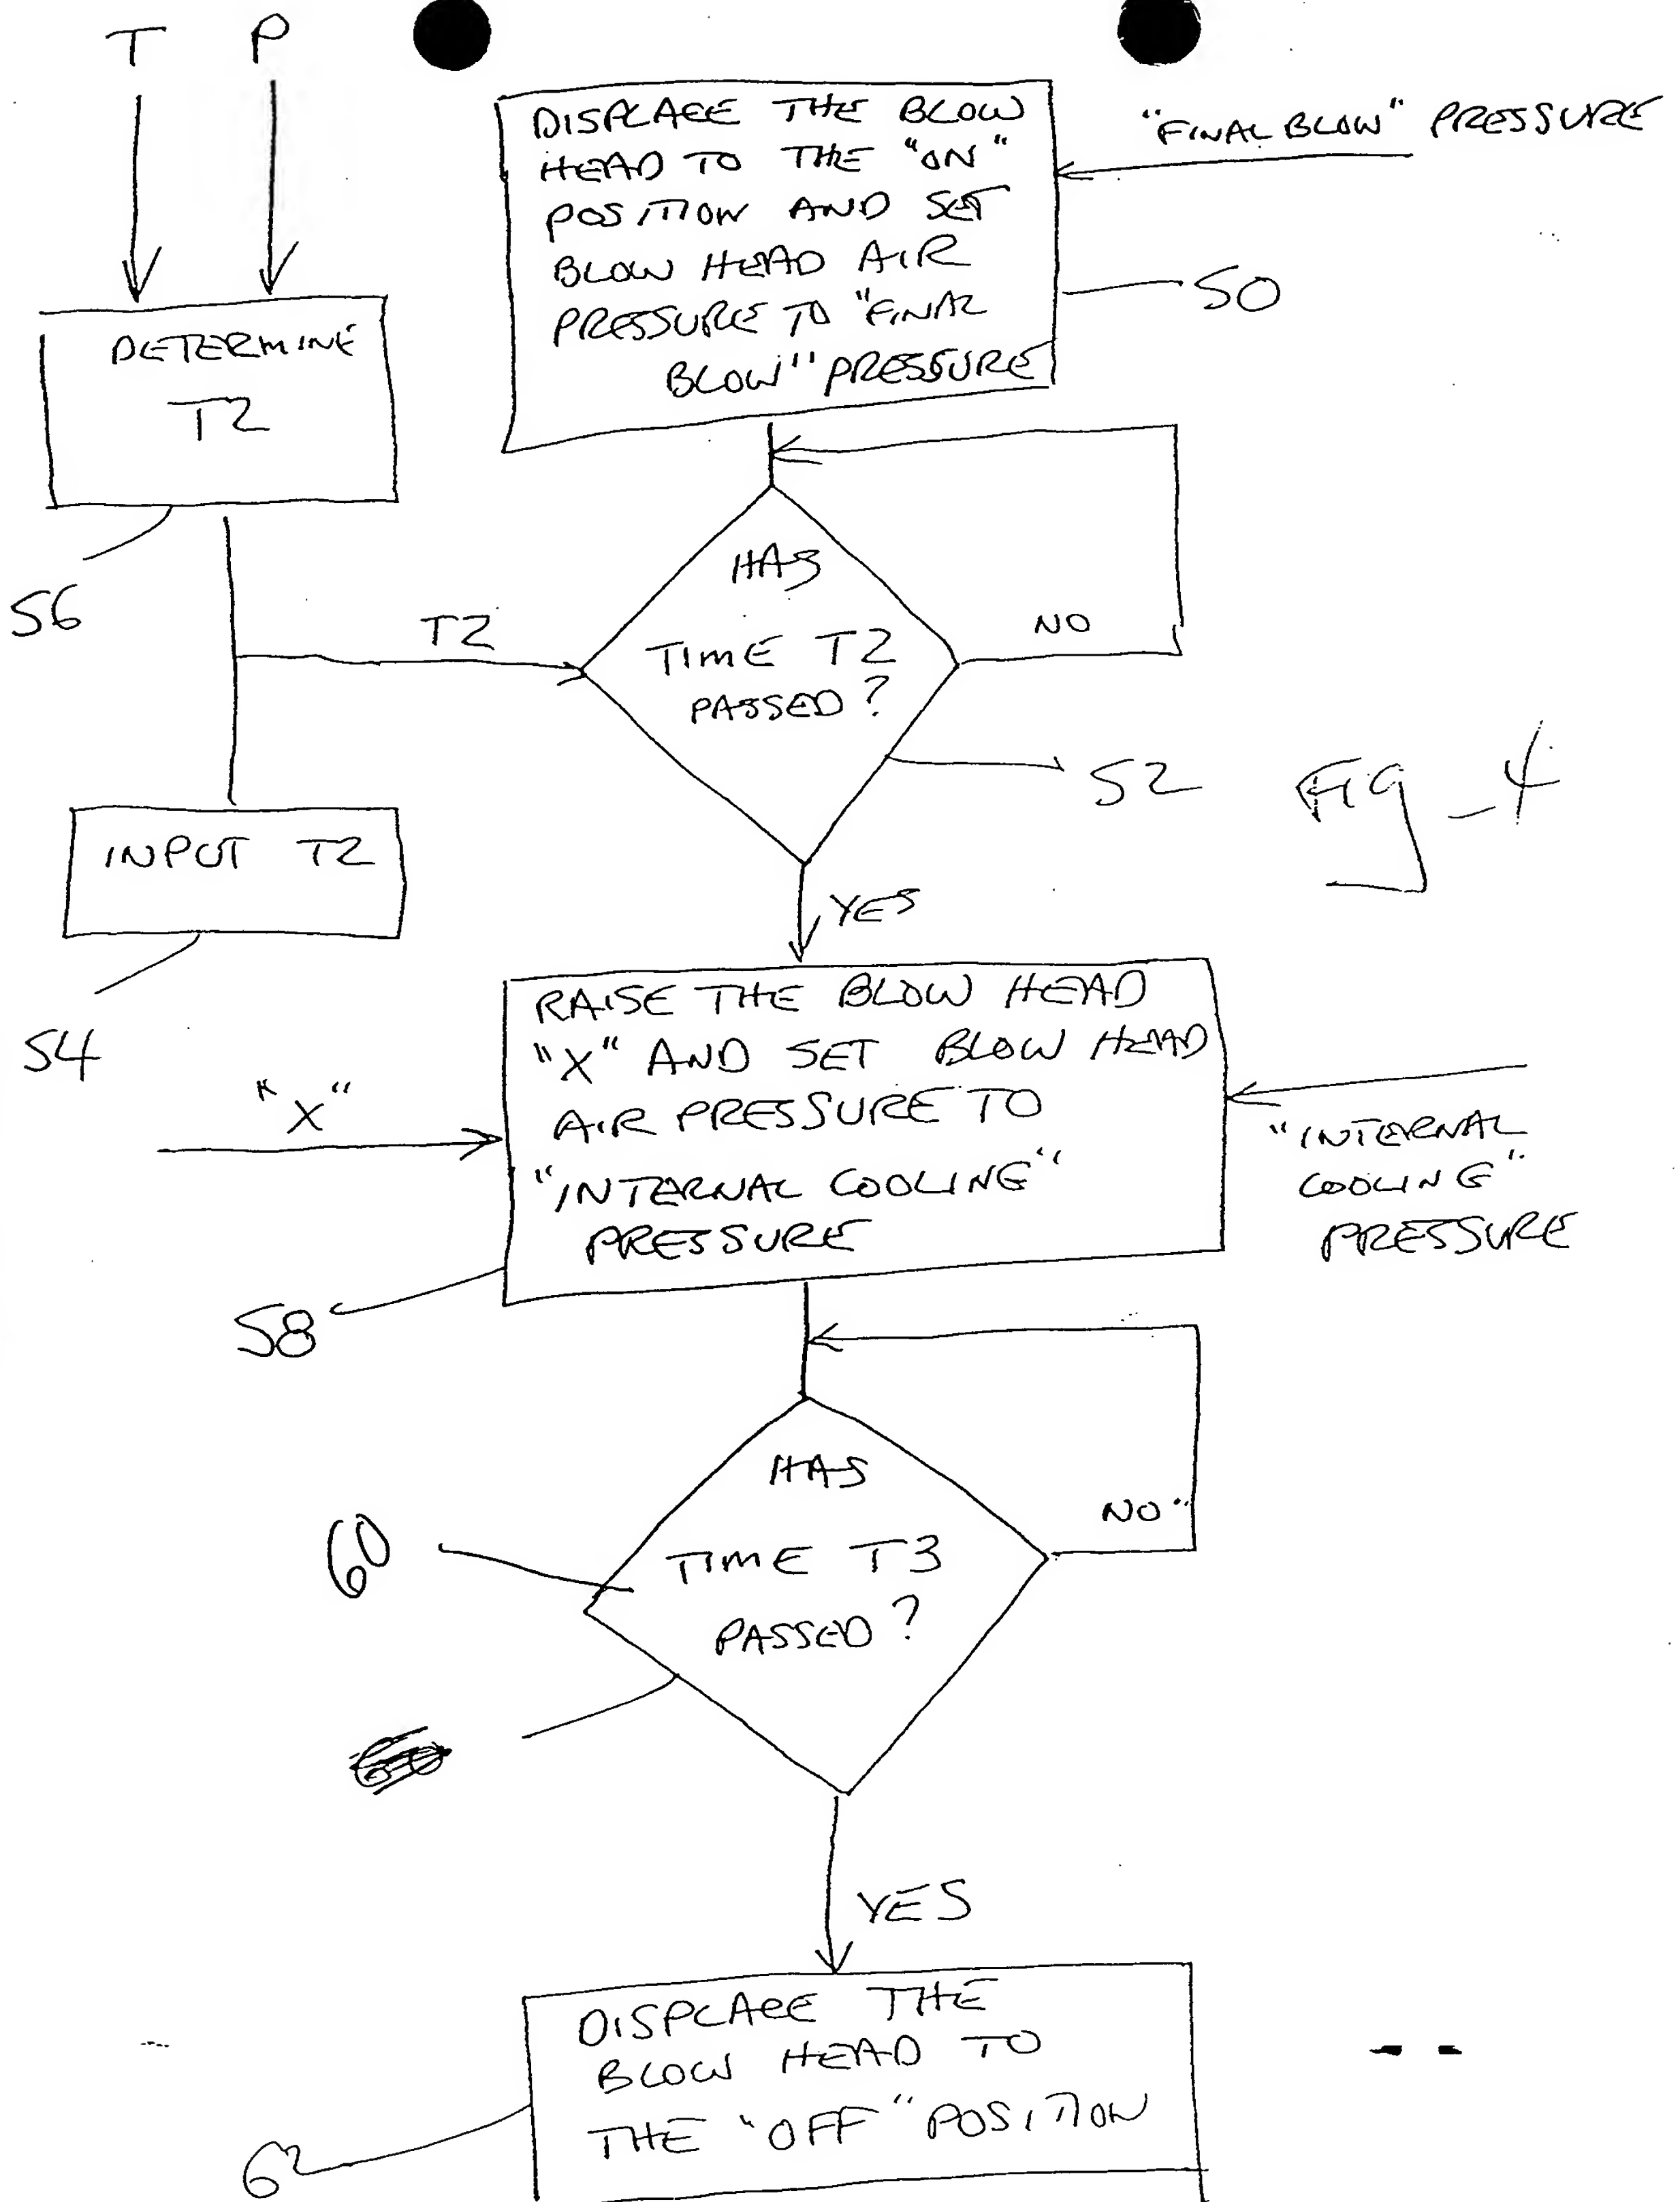 T P
DISPLACE THE BLOW
HEAD TO THE "ON"
POSITION AND SET
BLOW HEAD AIR
PRESSURE TO "FINAL
BLOW" PRESSURE
"FINAL BLOW" PRESSURE
50
DETERMINE
T2
56
T2
HAS
TIME T2
PASSED?
NO
52
Fig_4
INPUT T2
54
YES
RAISE THE BLOW HEAD
"X" AND SET BLOW HEAD
AIR PRESSURE TO
"INTERNAL COOLING"
PRESSURE
"X"
"INTERNAL
COOLING"
PRESSURE
58
HAS
TIME T3
PASSED?
NO
60
60
YES
DISPLACE THE
BLOW HEAD TO
THE "OFF" POSITION
62